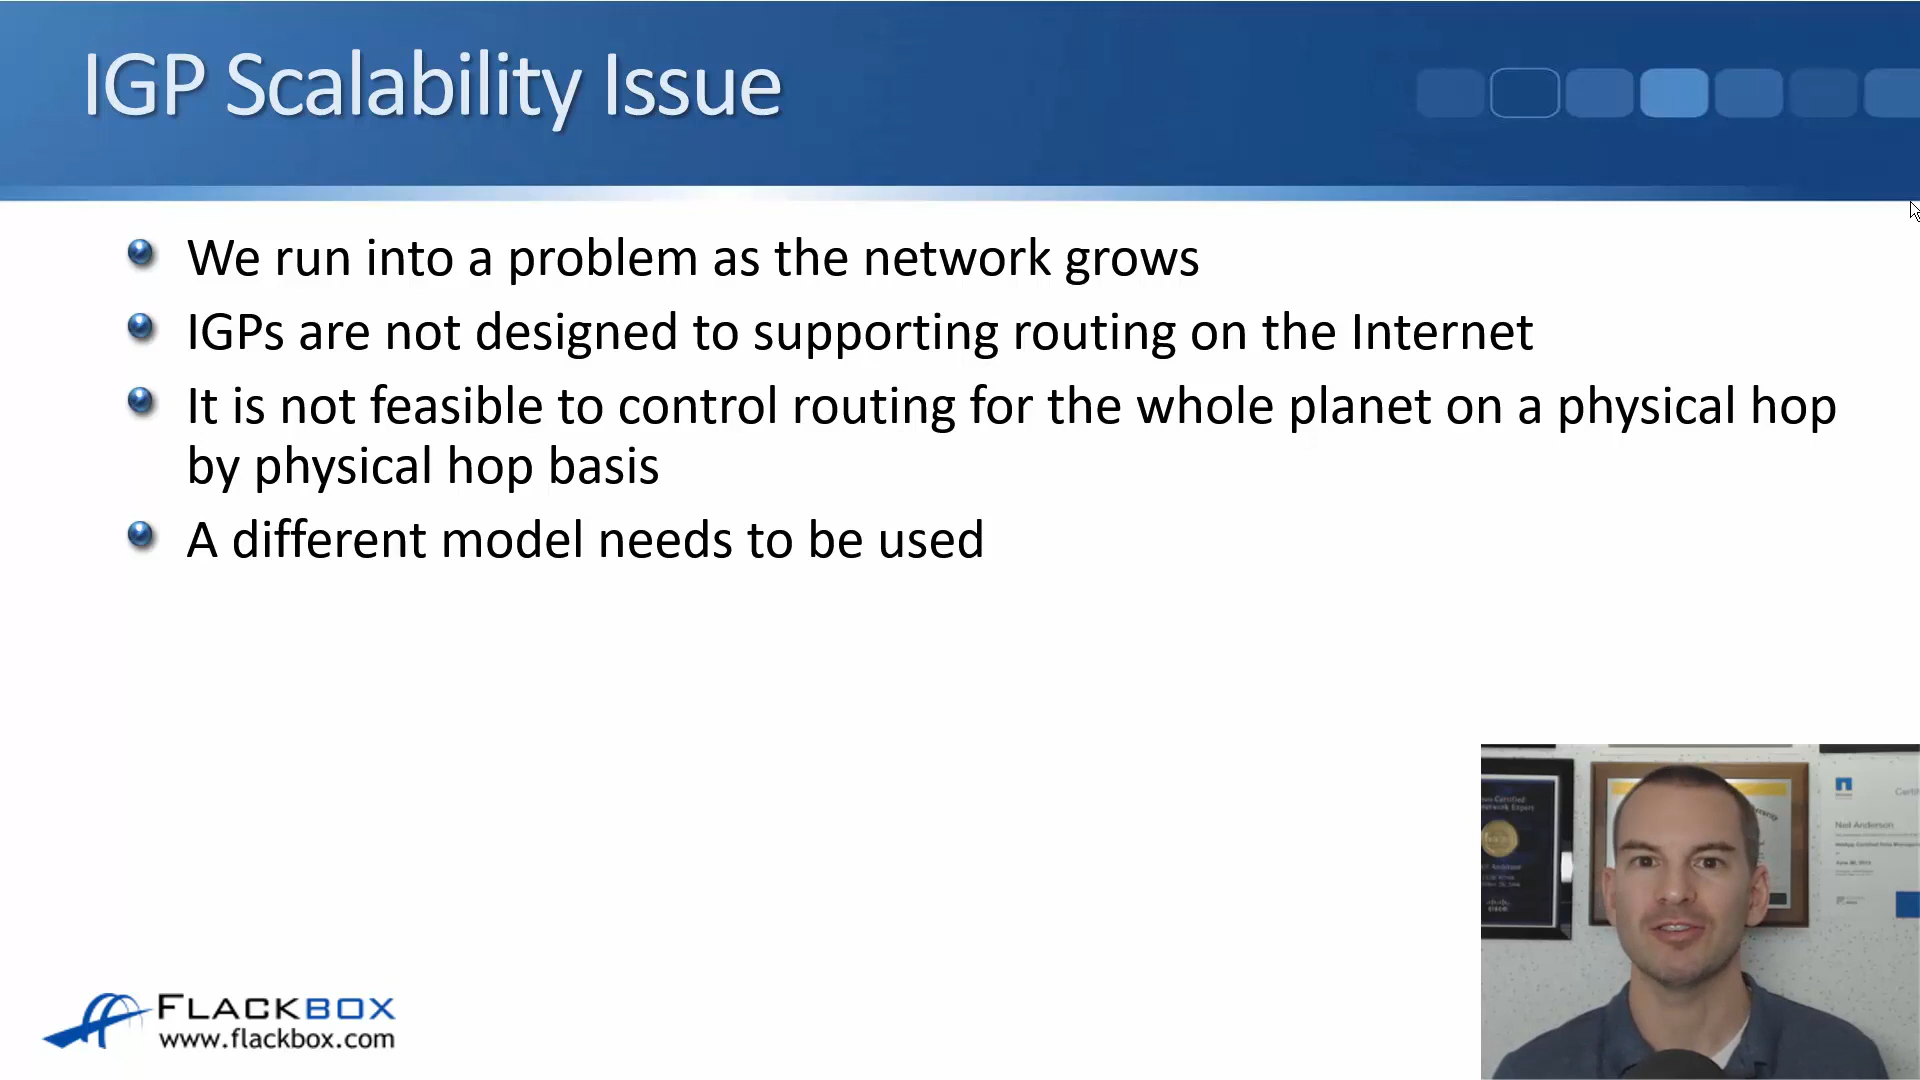 IGP Scalability Issue
We run into a problem as the network grows
IGPs are not designed to supporting routing on the Internet
It is not feasible to control routing for the whole planet on a physical hop
by physical hop basis
A different model needs to be used
FLACKBOX
www.flackbox.com
Neil Anderson